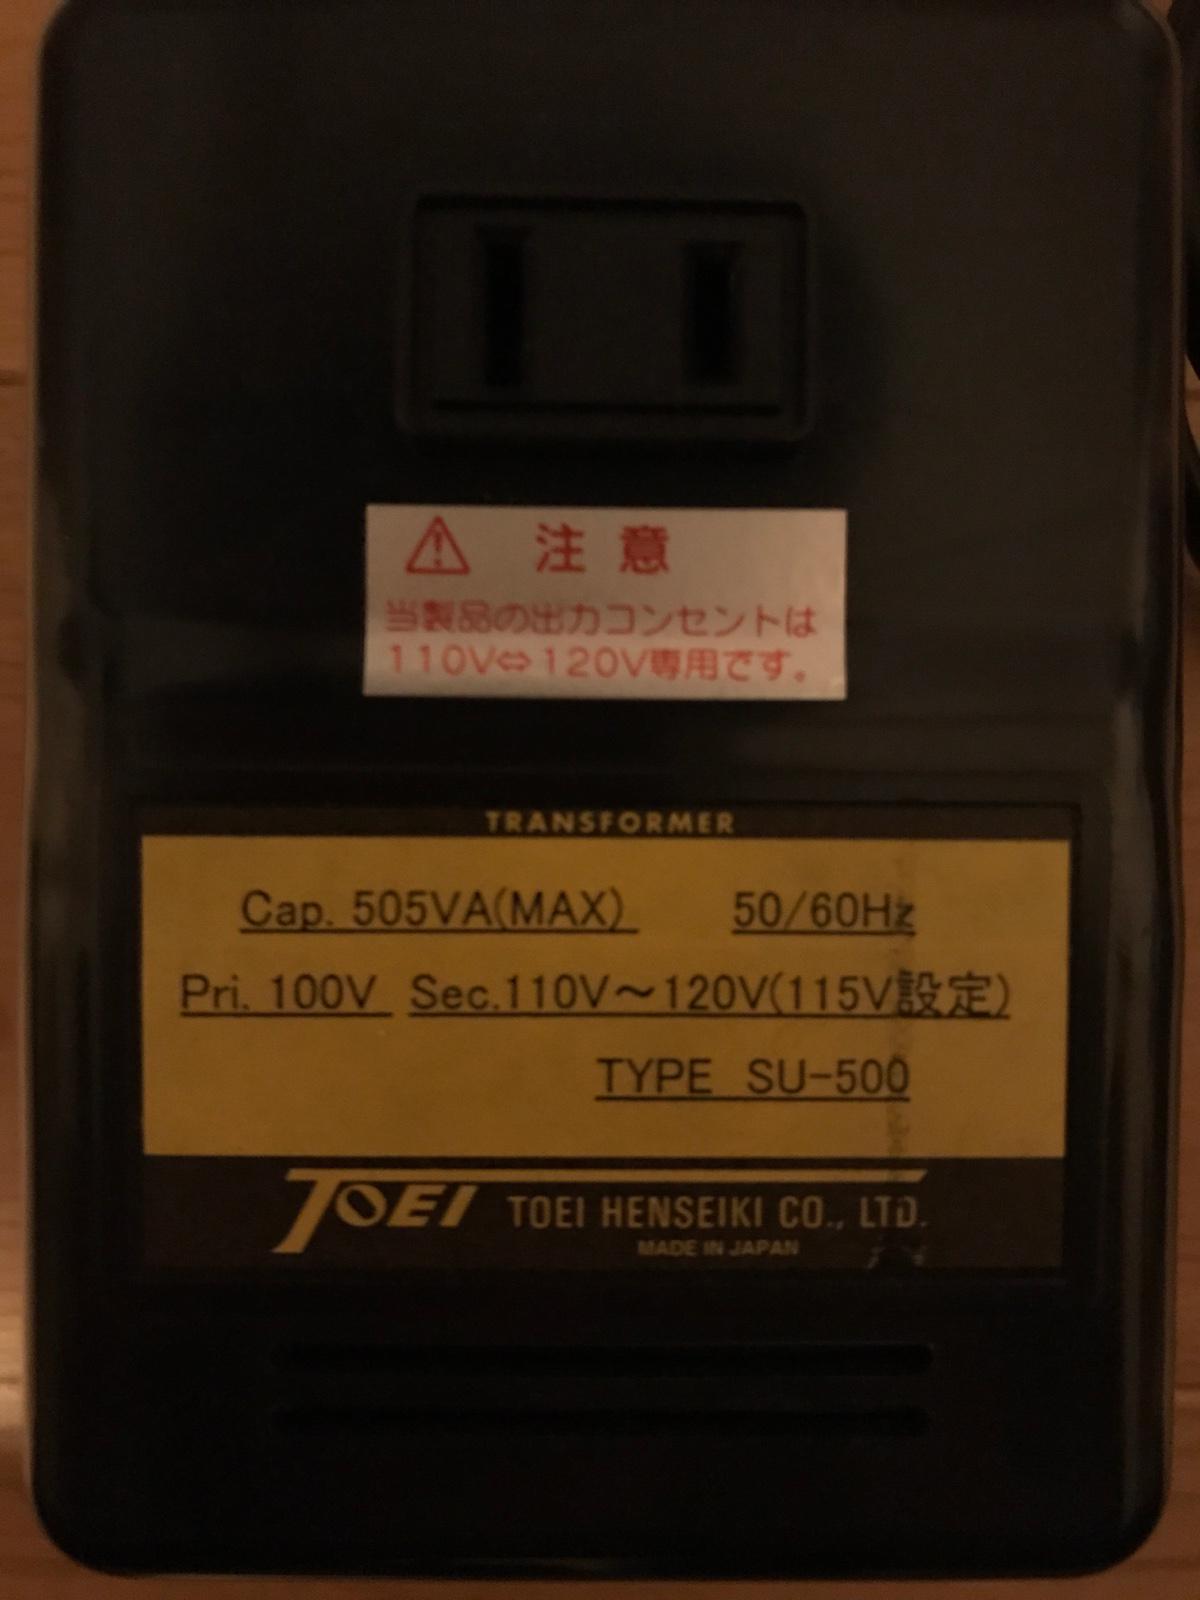 注意
当製品の出力コンセントは
110V⇔120V専用です。
TRANSFORMER
Cap. 505VA(MAX) 50/60Hz
Pri. 100V Sec.110V～120V(115V設定)
TYPE SU-500
TOEI TOEI HENSEIKI CO., LTD.
MADE IN JAPAN